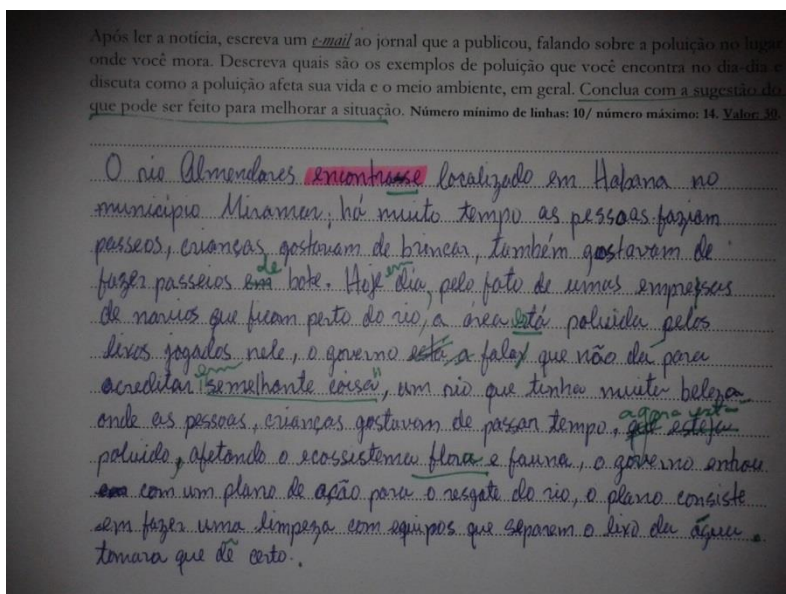 Após ler a notícia, escreva um e-mail ao jornal que a publicou, falando sobre a poluição no lugar
onde você mora. Descreva quais são os exemplos de poluição que você encontra no dia-dia e
discuta como a poluição afeta sua vida e o meio ambiente, em geral. Conclua com a sugestão do
que pode ser feito para melhorar a situação. Número mínimo de linhas: 10/ número máximo: 14. Valor: 30.
O rio Almendares encontrasse localizado em Habana no
município Miramar, há muito tempo as pessoas faziam
passeos, crianças gostavam de brincar, também gostavam de
de
fazer passeios em bote. Hoje em dia, pelo fato de umas empresas
de navios que ficam perto do rio, a área está poluida pelos
lixos jogados nele, o governo está a falar que não da para
em
acreditar "semelhante coisa", um rio que tinha muita beleza
agora está
onde as pessoas, crianças gostavam de passar tempo, que esteja
poluido, afetando o ecossistema flora e fauna, o governo entrou
com um plano de ação para o resgate do rio, o plano consiste
em fazer uma limpeza com equipos que separem o lixo da água.
tomara que dê certo.